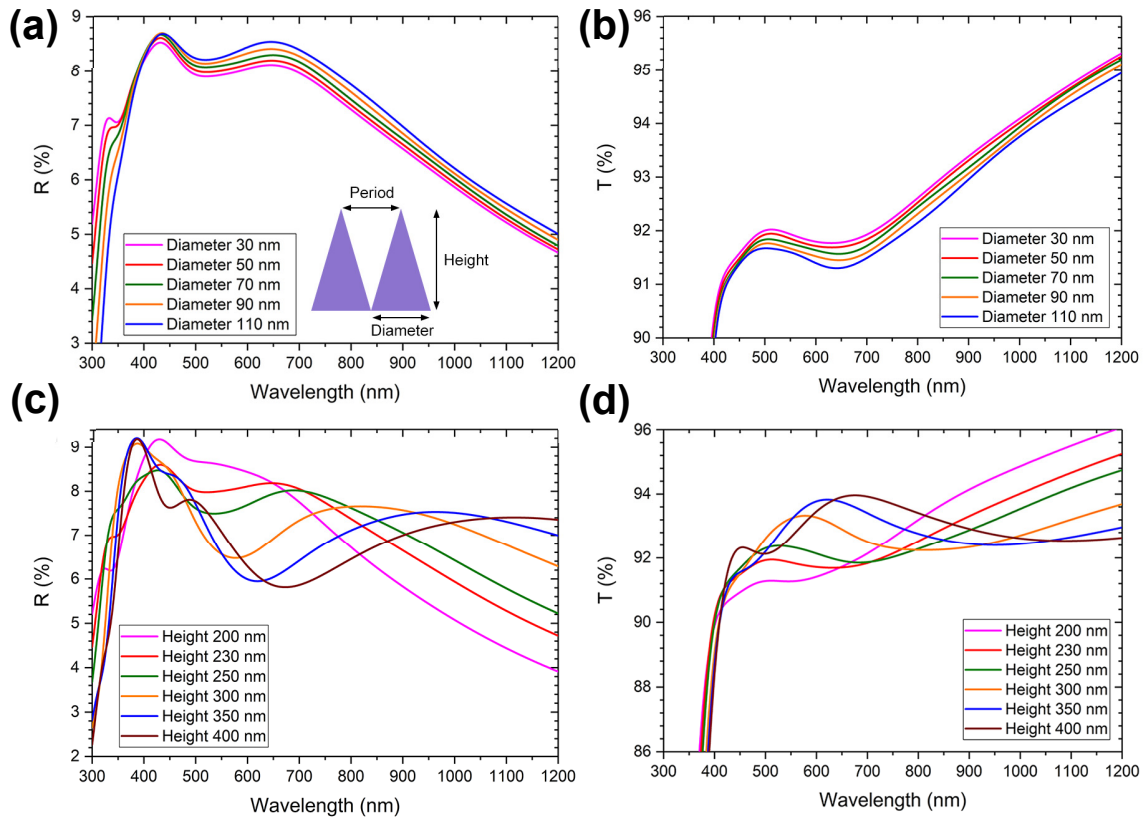 (a)
9
8
7
6
5
4
3
R (%)
300 400 500 600 700 800 900 1000 1100 1200
Wavelength (nm)
Diameter 30 nm
Diameter 50 nm
Diameter 70 nm
Diameter 90 nm
Diameter 110 nm
Period
Height
Diameter
(b)
96
95
94
93
92
91
90
T (%)
300 400 500 600 700 800 900 1000 1100 1200
Wavelength (nm)
Diameter 30 nm
Diameter 50 nm
Diameter 70 nm
Diameter 90 nm
Diameter 110 nm
(c)
9
8
7
6
5
4
3
2
R (%)
300 400 500 600 700 800 900 1000 1100 1200
Wavelength (nm)
Height 200 nm
Height 230 nm
Height 250 nm
Height 300 nm
Height 350 nm
Height 400 nm
(d)
96
94
92
90
88
86
T (%)
300 400 500 600 700 800 900 1000 1100 1200
Wavelength (nm)
Height 200 nm
Height 230 nm
Height 250 nm
Height 300 nm
Height 350 nm
Height 400 nm